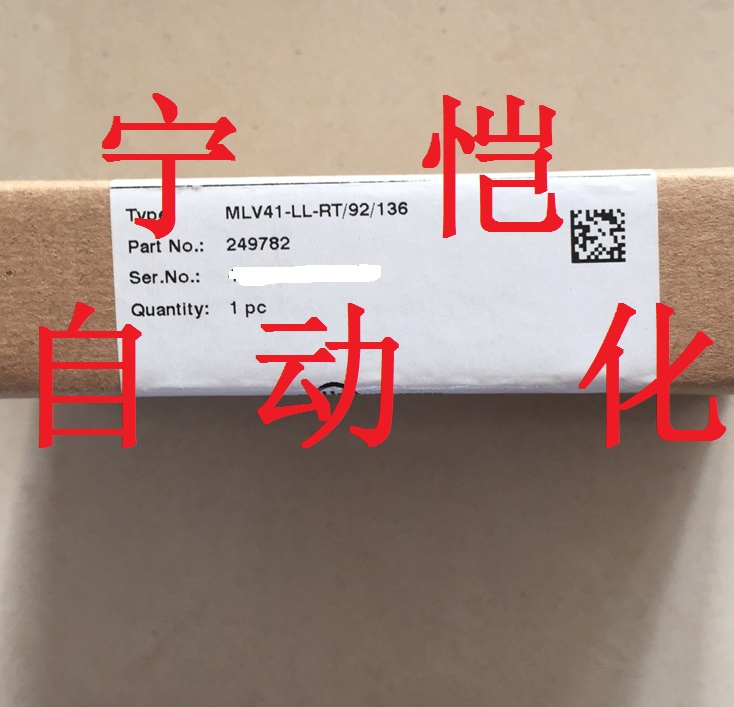 宁 恺
Type: MLV41-LL-RT/92/136
Part No.: 249782
Ser.No.:
Quantity: 1 pc
自 动 化